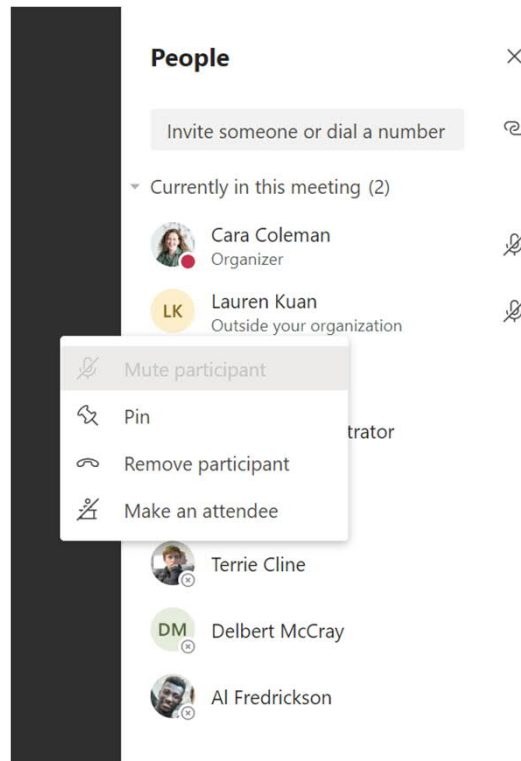 People
Invite someone or dial a number
Currently in this meeting (2)
Cara Coleman
Organizer
LK
Lauren Kuan
Outside your organization
Mute participant
Pin
trator
Remove participant
Make an attendee
Terrie Cline
DM
Delbert McCray
Al Fredrickson